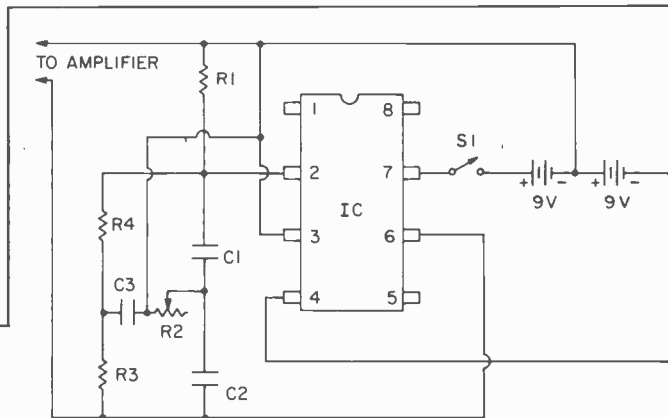 TO AMPLIFIER
R1
1
8
S1
2
7
+
-
+
-
9V
9V
IC
R4
3
6
C1
C3
R2
4
5
R3
C2